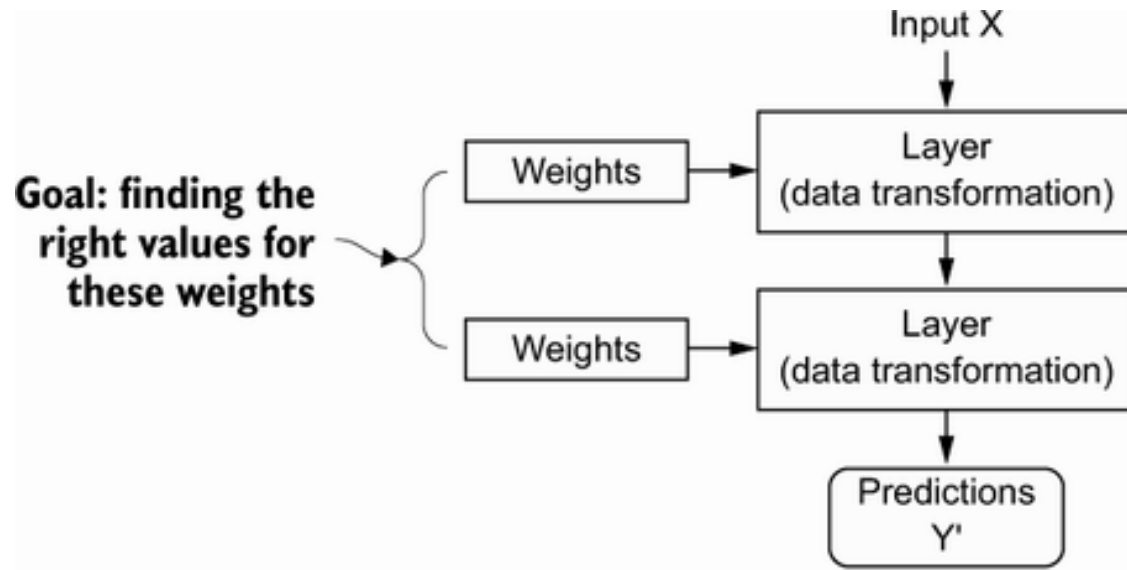 Input X
Layer
(data transformation)
Weights
Goal: finding the
right values for
these weights
Weights
Layer
(data transformation)
Predictions
Y'